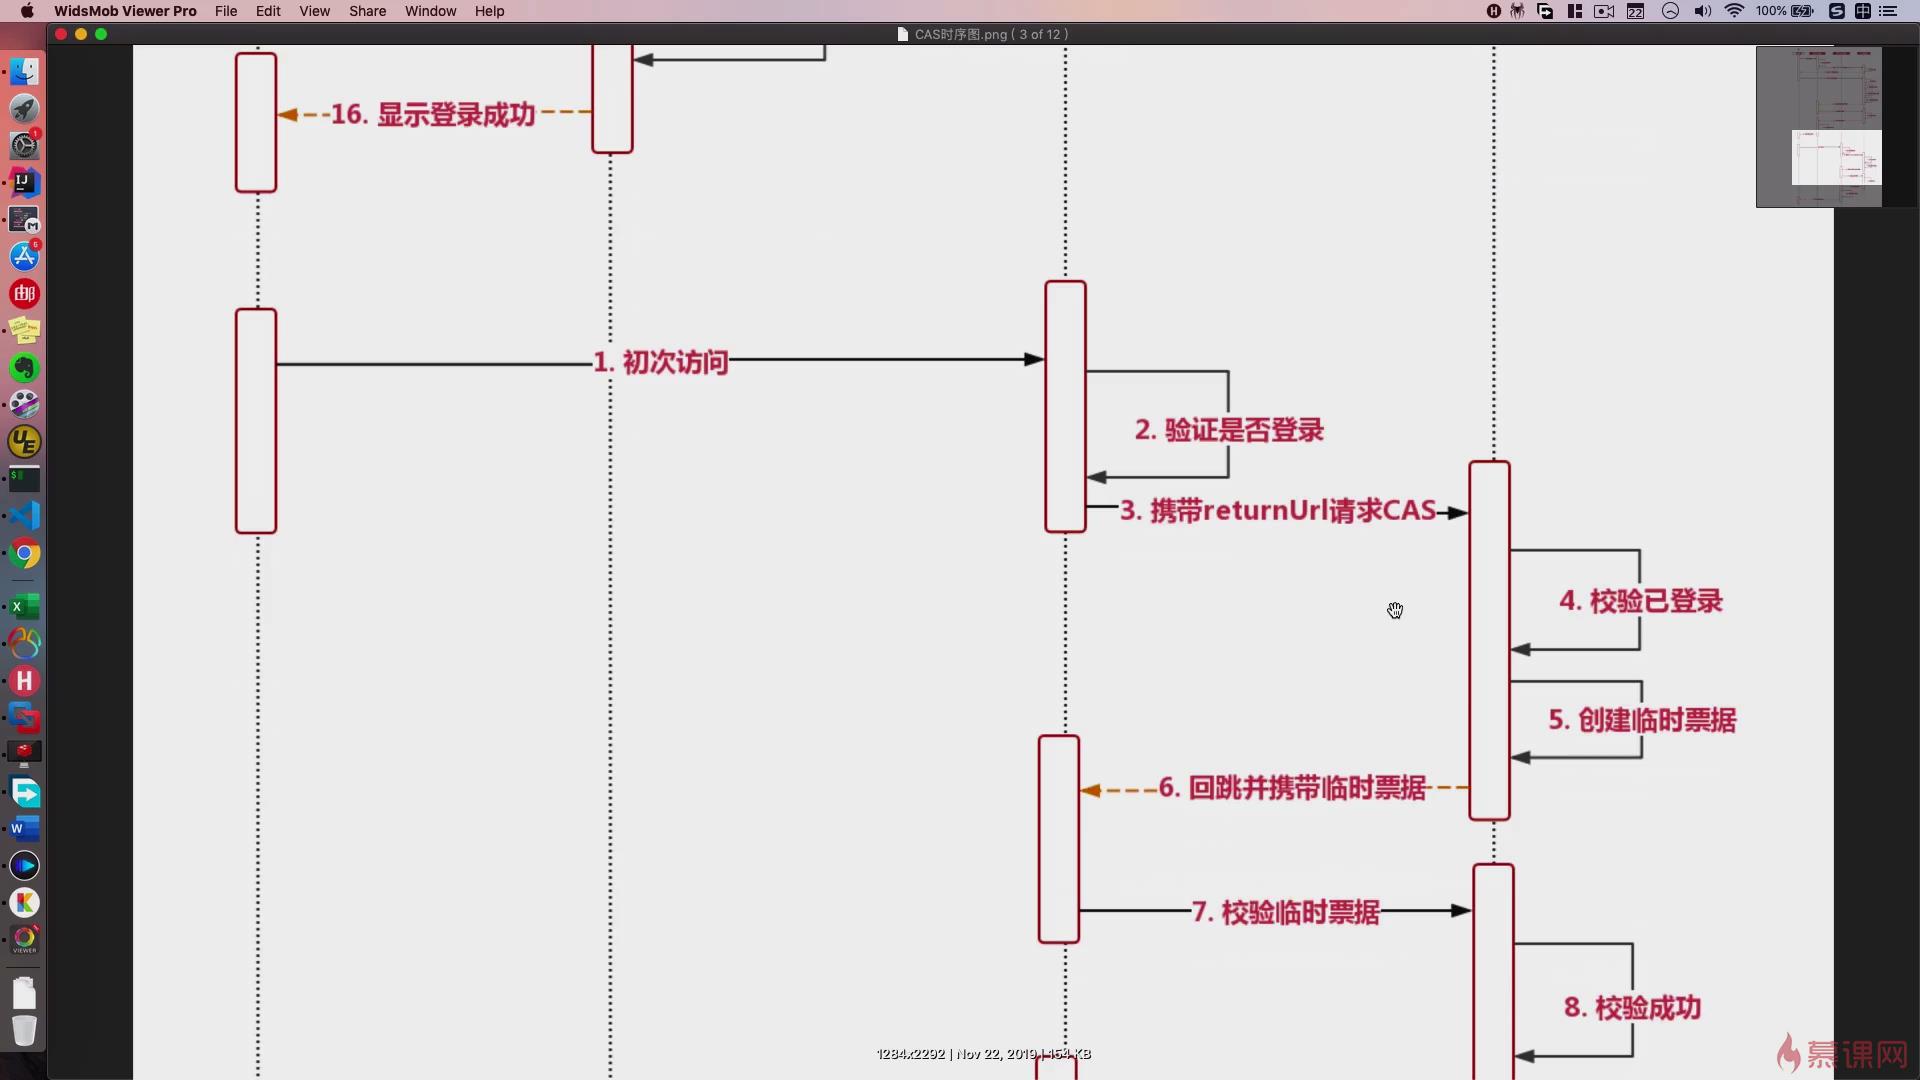 WidsMob Viewer Pro File Edit View Share Window Help
22 100% 中
CAS时序图.png ( 3 of 12 )
16. 显示登录成功
1. 初次访问
2. 验证是否登录
3. 携带returnUrl请求CAS
4. 校验已登录
5. 创建临时票据
6. 回跳并携带临时票据
7. 校验临时票据
8. 校验成功
1284x2292 | Nov 22, 2019 | 154 KB
慕课网